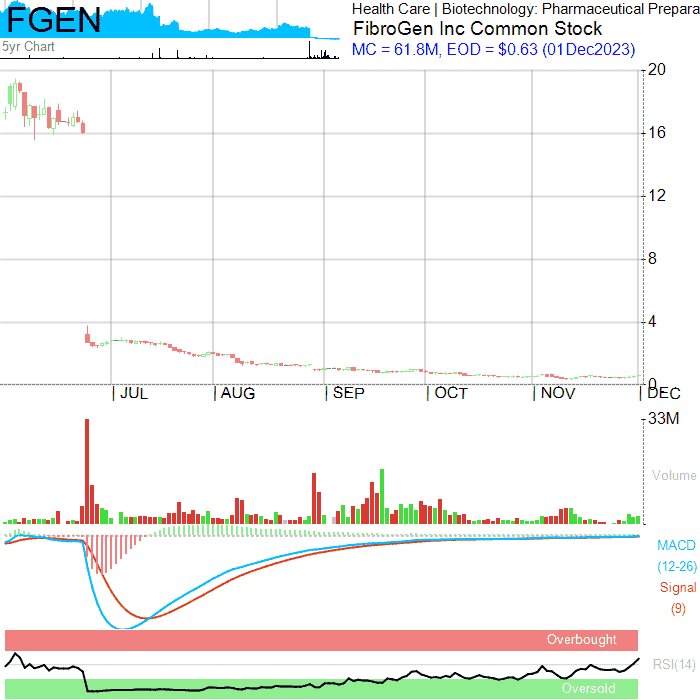 FGEN
5yr Chart
Health Care | Biotechnology: Pharmaceutical Prepara
FibroGen Inc Common Stock
MC = 61.8M, EOD = $0.63 (01Dec2023)
20
16
12
8
4
0
JUL
AUG
SEP
OCT
NOV
DEC
33M
Volume
MACD
(12-26)
Signal
(9)
Overbought
RSI(14)
Oversold